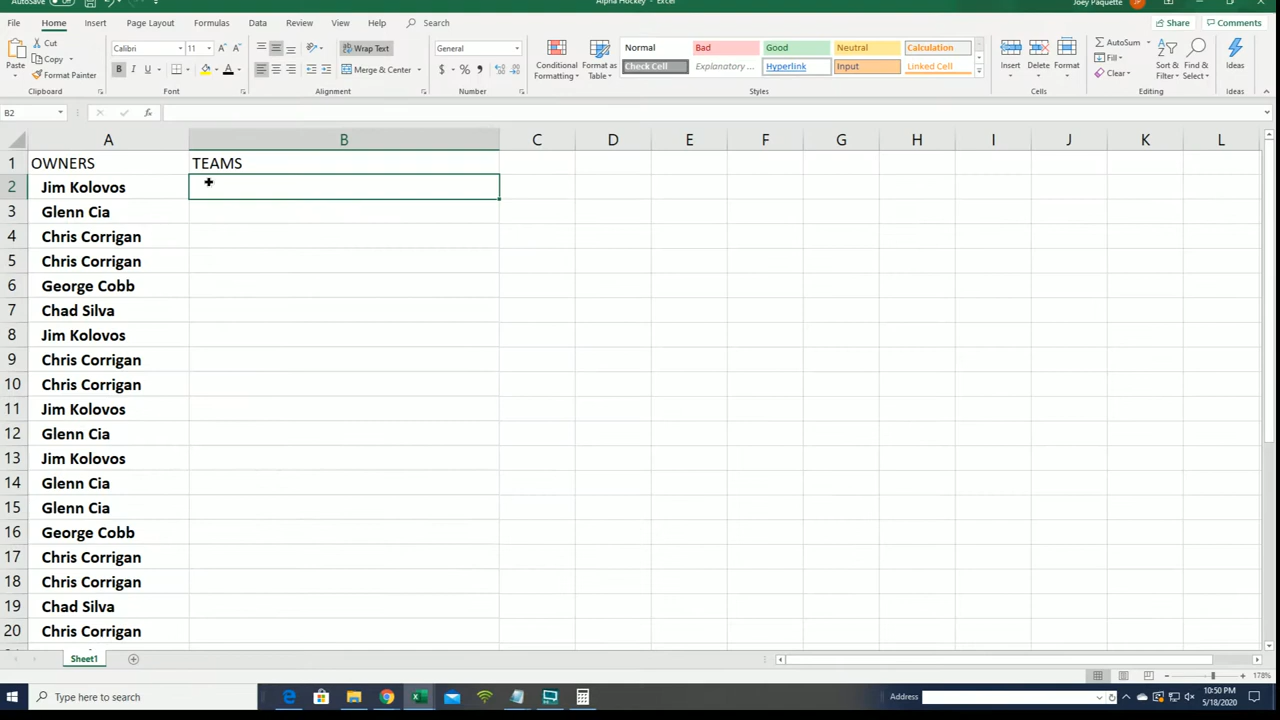 AutoSave Off Alpha Hockey - Excel Joey Paquette JP
File Home Insert Page Layout Formulas Data Review View Help Search Share Comments
Paste Cut Copy Format Painter Clipboard
Calibri 11 B U Font
Wrap Text Merge & Center Alignment
General $ % Number
Conditional Formatting Format as Table
Normal Bad Good Neutral Calculation
Check Cell Explanatory ... Hyperlink Input Linked Cell
Styles
Insert Delete Format Cells
AutoSum Fill Clear Sort & Filter Find & Select Editing
Ideas Ideas
B2 fx
A B C D E F G H I J K L
1 OWNERS TEAMS
2 Jim Kolovos
3 Glenn Cia
4 Chris Corrigan
5 Chris Corrigan
6 George Cobb
7 Chad Silva
8 Jim Kolovos
9 Chris Corrigan
10 Chris Corrigan
11 Jim Kolovos
12 Glenn Cia
13 Jim Kolovos
14 Glenn Cia
15 Glenn Cia
16 George Cobb
17 Chris Corrigan
18 Chris Corrigan
19 Chad Silva
20 Chris Corrigan
Sheet1
178%
Type here to search Address 10:50 PM
5/18/2020